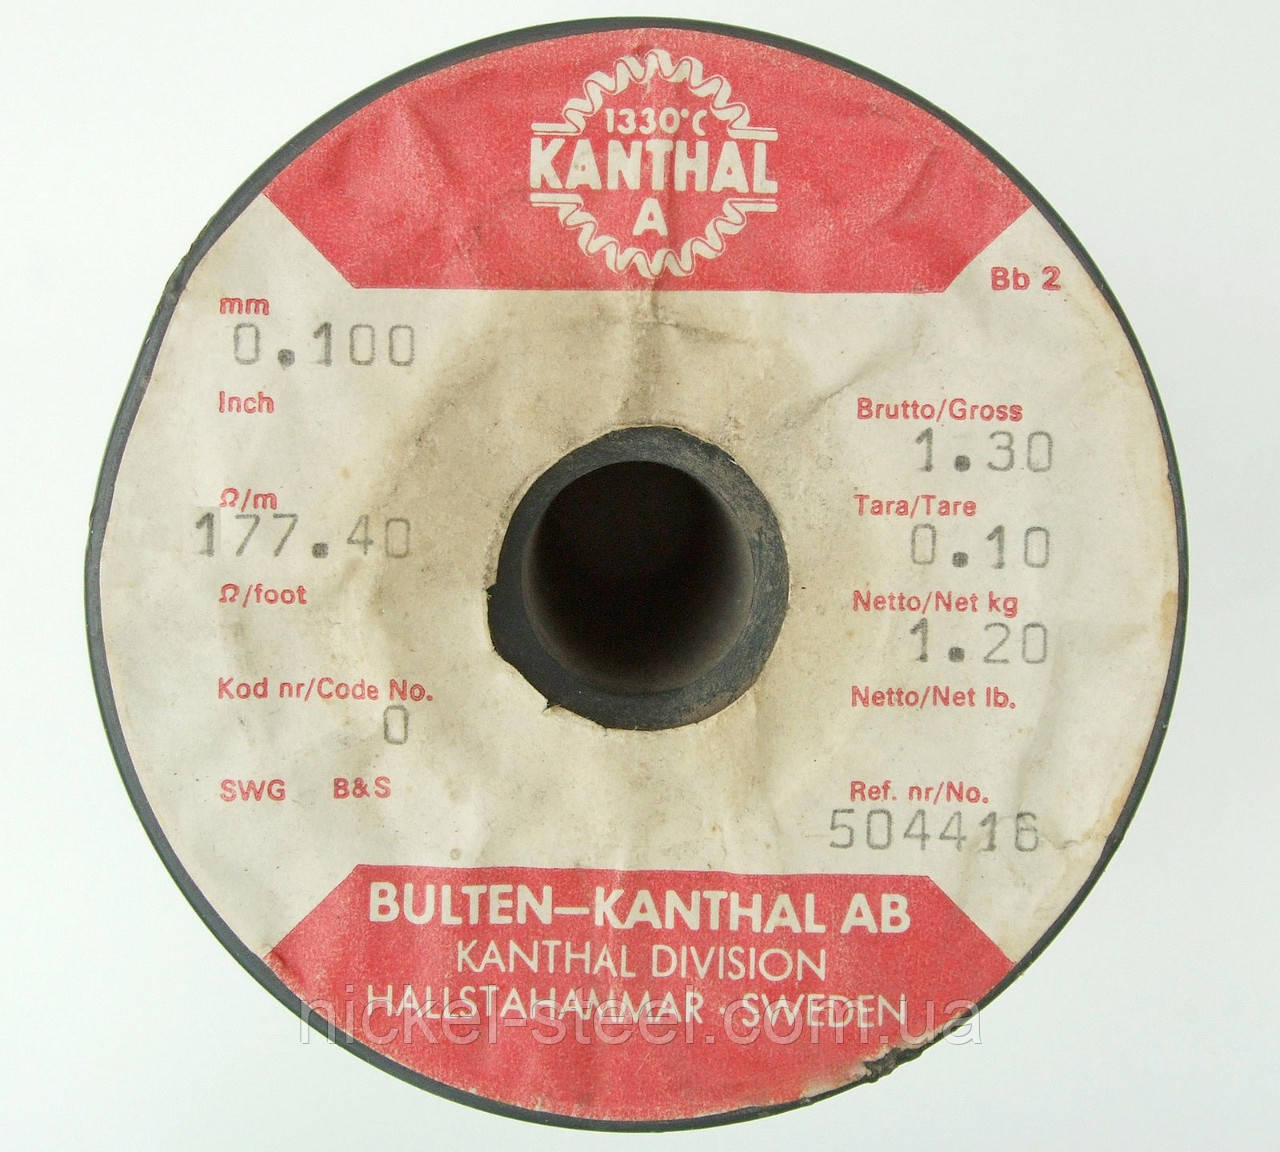 1330°C
KANTHAL
A
Bb 2
mm
0.100
Inch
Ω/m
177.40
Ω/foot
Kod nr/Code No.
0
SWG B&S
Brutto/Gross
1.30
Tara/Tare
0.10
Netto/Net kg
1.20
Netto/Net lb.
Ref. nr/No.
504416
BULTEN-KANTHAL AB
KANTHAL DIVISION
HALLSTAHAMMAR · SWEDEN
nickel-steel.com.ua